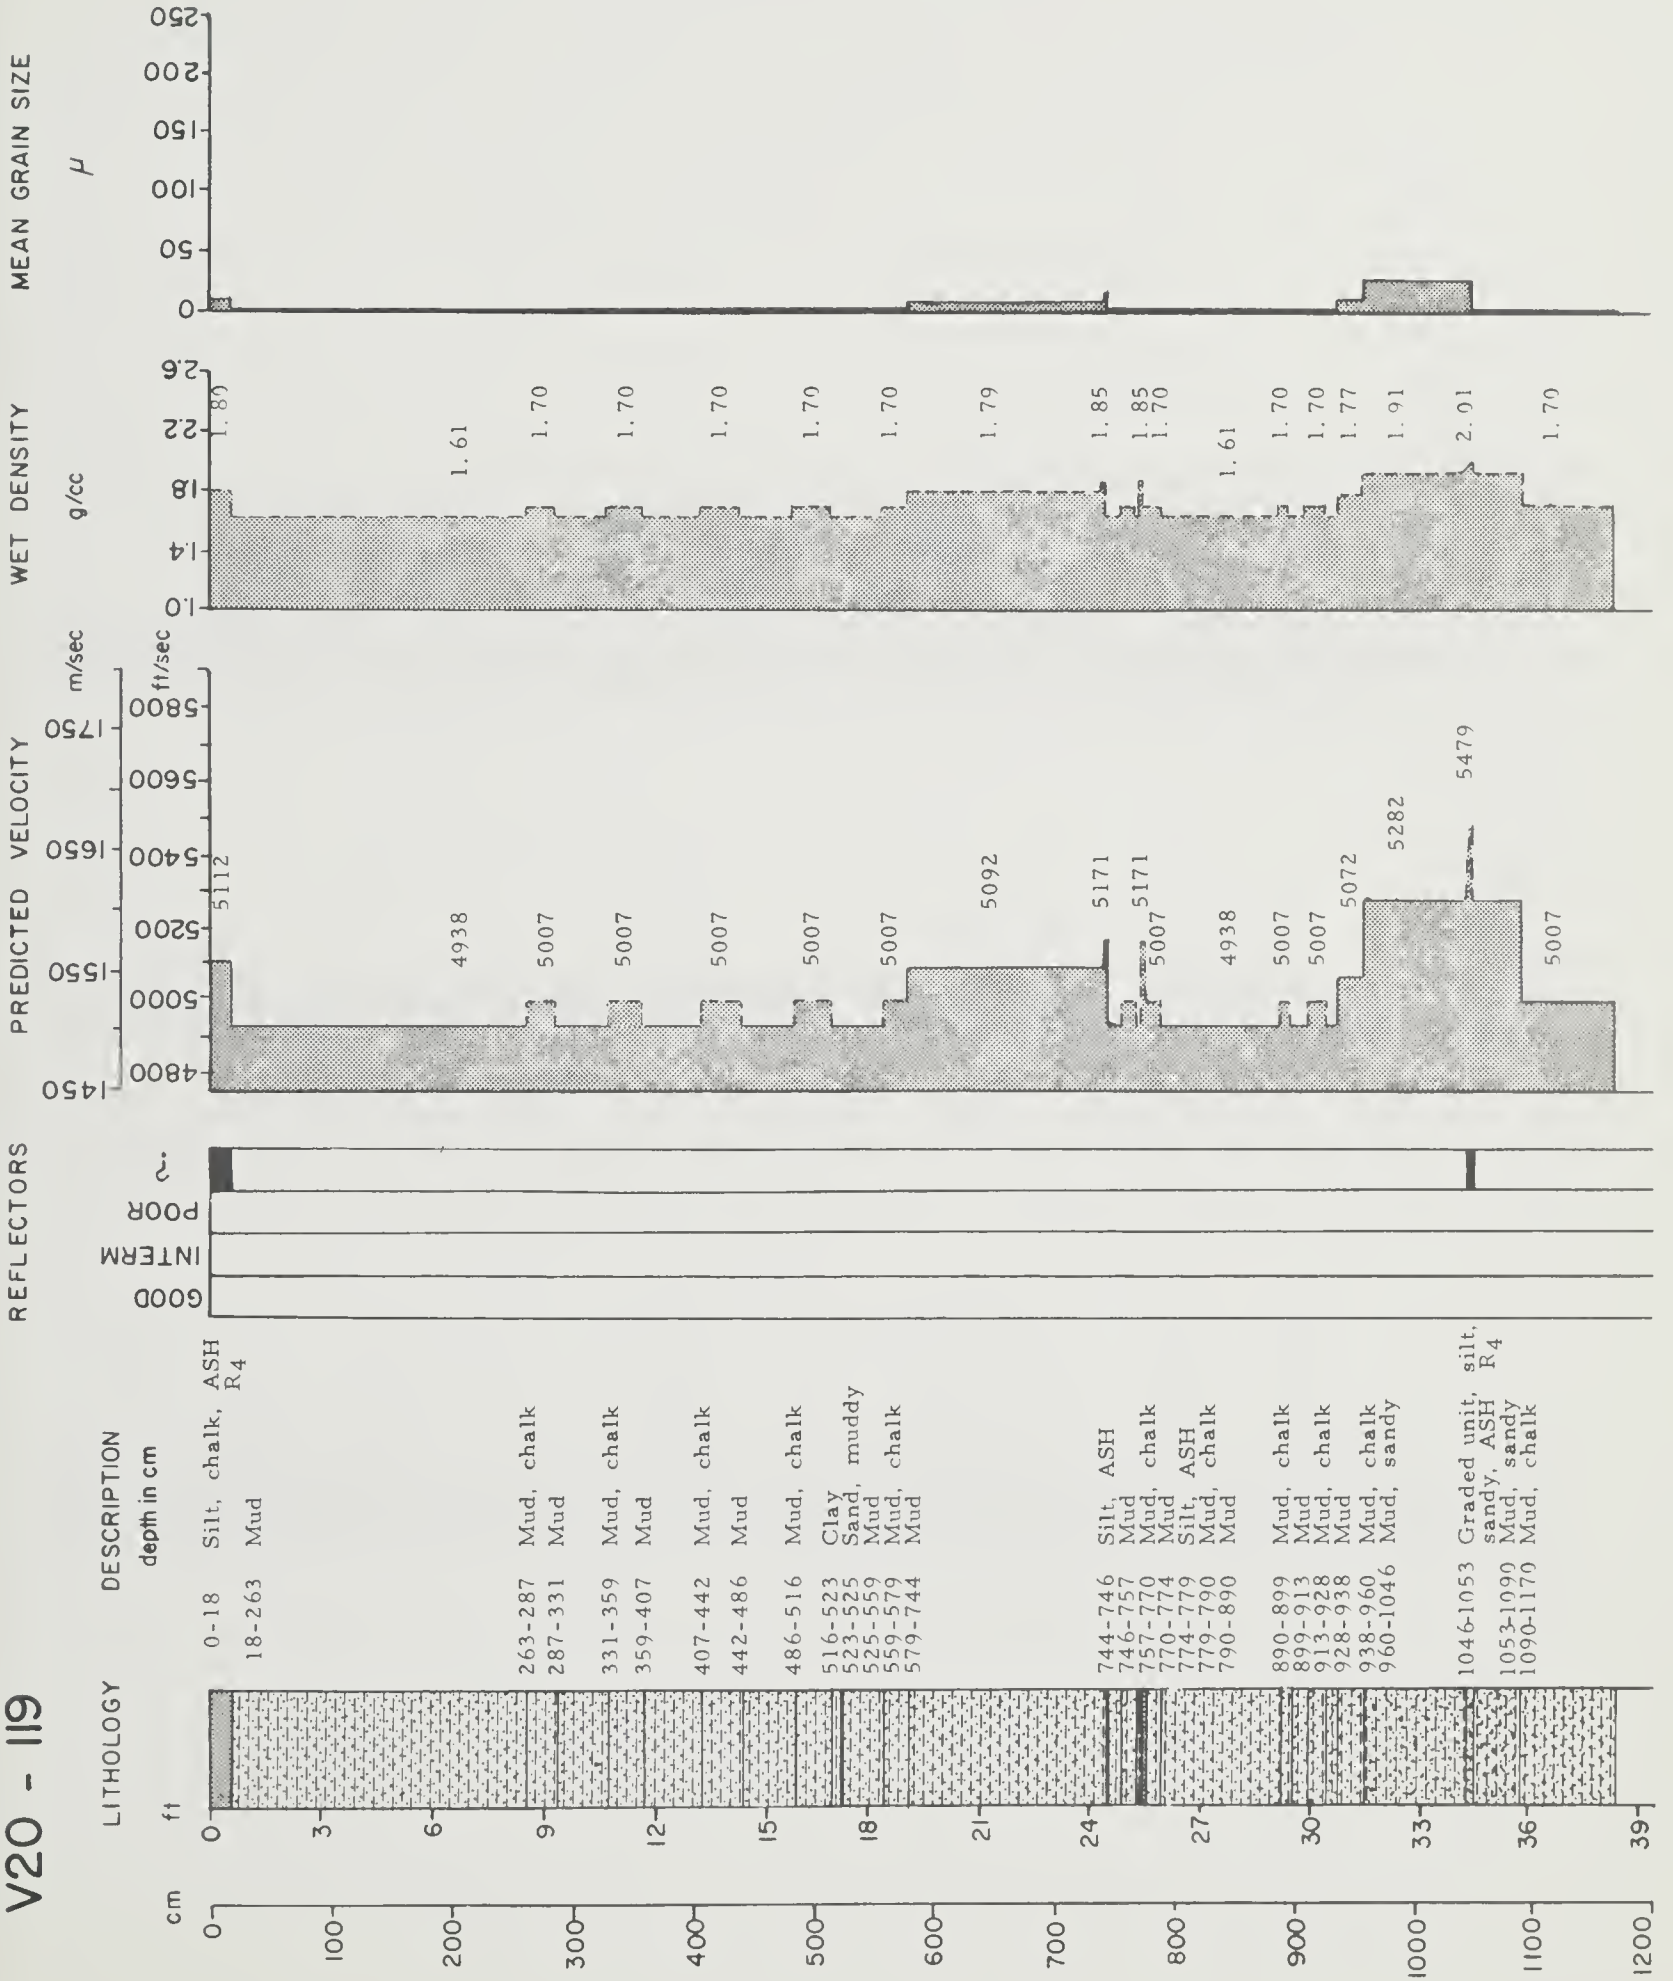 V20 - 119
cm
ft
LITHOLOGY
DESCRIPTION
depth in cm
REFLECTORS
GOOD
INTERM
POOR
?
PREDICTED VELOCITY
m/sec
ft/sec
WET DENSITY
g/cc
MEAN GRAIN SIZE
μ
1450 1550 1650 1750
4800 5000 5200 5400 5600 5800
1.0 1.4 1.8 2.2 2.6
0 50 100 150 200 250
0 100 200 300 400 500 600 700 800 900 1000 1100 1200
0 3 6 9 12 15 18 21 24 27 30 33 36 39
0-18 Silt, chalk, ASH
R4
18-263 Mud
263-287 Mud, chalk
287-331 Mud
331-359 Mud, chalk
359-407 Mud
407-442 Mud, chalk
442-486 Mud
486-516 Mud, chalk
516-523 Clay
523-525 Sand, muddy
525-559 Mud
559-579 Mud, chalk
579-744 Mud
744-746 Silt, ASH
746-757 Mud
757-770 Mud, chalk
770-774 Mud
774-779 Silt, ASH
779-790 Mud, chalk
790-890 Mud
890-899 Mud, chalk
899-913 Mud
913-928 Mud, chalk
928-938 Mud
938-960 Mud, chalk
960-1046 Mud, sandy
1046-1053 Graded unit, silt,
sandy, ASH R4
1053-1090 Mud, sandy
1090-1170 Mud, chalk
5112
4938
5007
5007
5007
5007
5007
5092
5171
5171
5007
4938
5007
5007
5072
5282
5479
5007
1.80
1.61
1.70
1.70
1.70
1.70
1.70
1.79
1.85
1.85
1.70
1.61
1.70
1.70
1.77
1.91
2.01
1.70